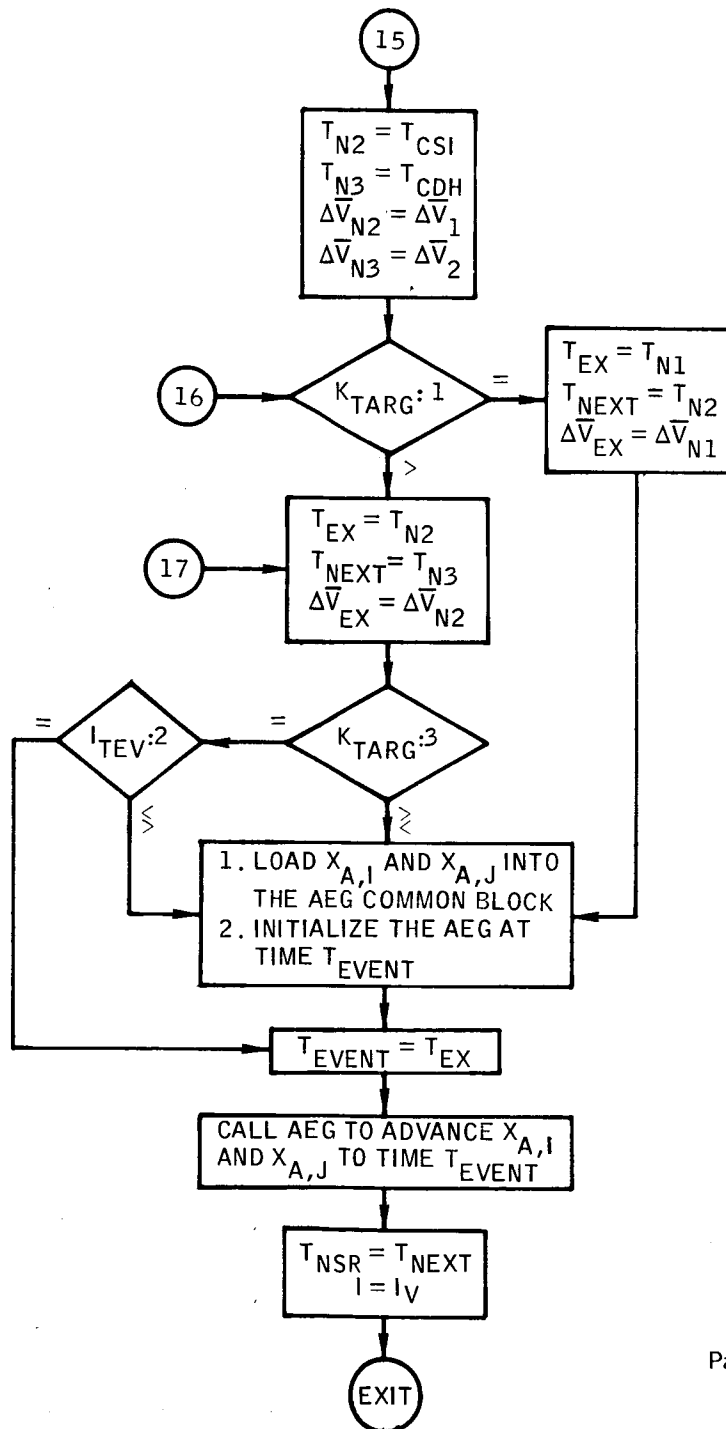 15
T_N2 = T_CSI
T_N3 = T_CDH
ΔV̄_N2 = ΔV̄_1
ΔV̄_N3 = ΔV̄_2
16
K_TARG: 1
=
>
T_EX = T_N1
T_NEXT = T_N2
ΔV̄_EX = ΔV̄_N1
17
T_EX = T_N2
T_NEXT = T_N3
ΔV̄_EX = ΔV̄_N2
=
I_TEV:2
=
K_TARG:3
<
>
>
<
1. LOAD X_A,I AND X_A,J INTO
THE AEG COMMON BLOCK
2. INITIALIZE THE AEG AT
TIME T_EVENT
T_EVENT = T_EX
CALL AEG TO ADVANCE X_A,I
AND X_A,J TO TIME T_EVENT
T_NSR = T_NEXT
I = I_V
Pa
EXIT